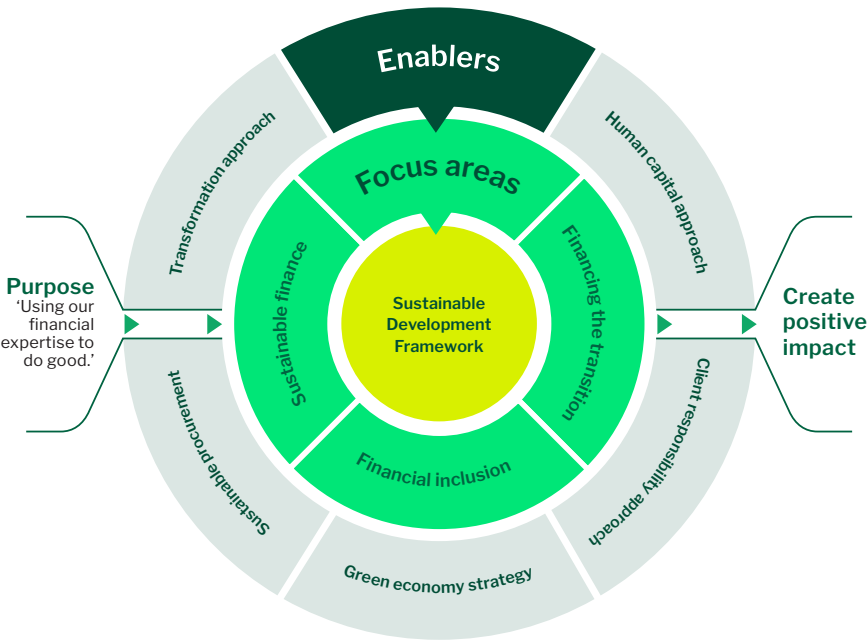 Enablers
Transformation approach
Human capital approach
Focus areas
Sustainable finance
Financing the transition
Purpose
‘Using our
financial
expertise to
do good.’
Sustainable
Development
Framework
Create
positive
impact
Sustainable procurement
Client responsibility approach
Financial inclusion
Green economy strategy